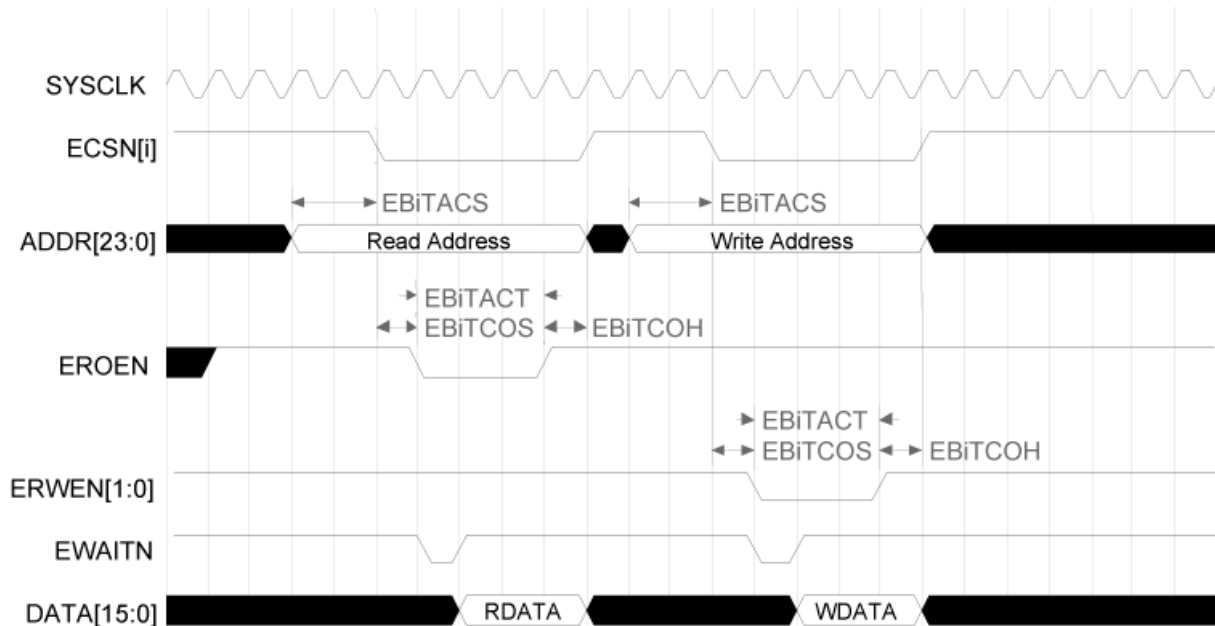 SYSCLK
ECSN[i]
EBiTACS EBiTACS
ADDR[23:0] Read Address Write Address
EBiTACT
EBiTCOS EBiTCOH
EROEN
EBiTACT
EBiTCOS EBiTCOH
ERWEN[1:0]
EWAITN
DATA[15:0] RDATA WDATA